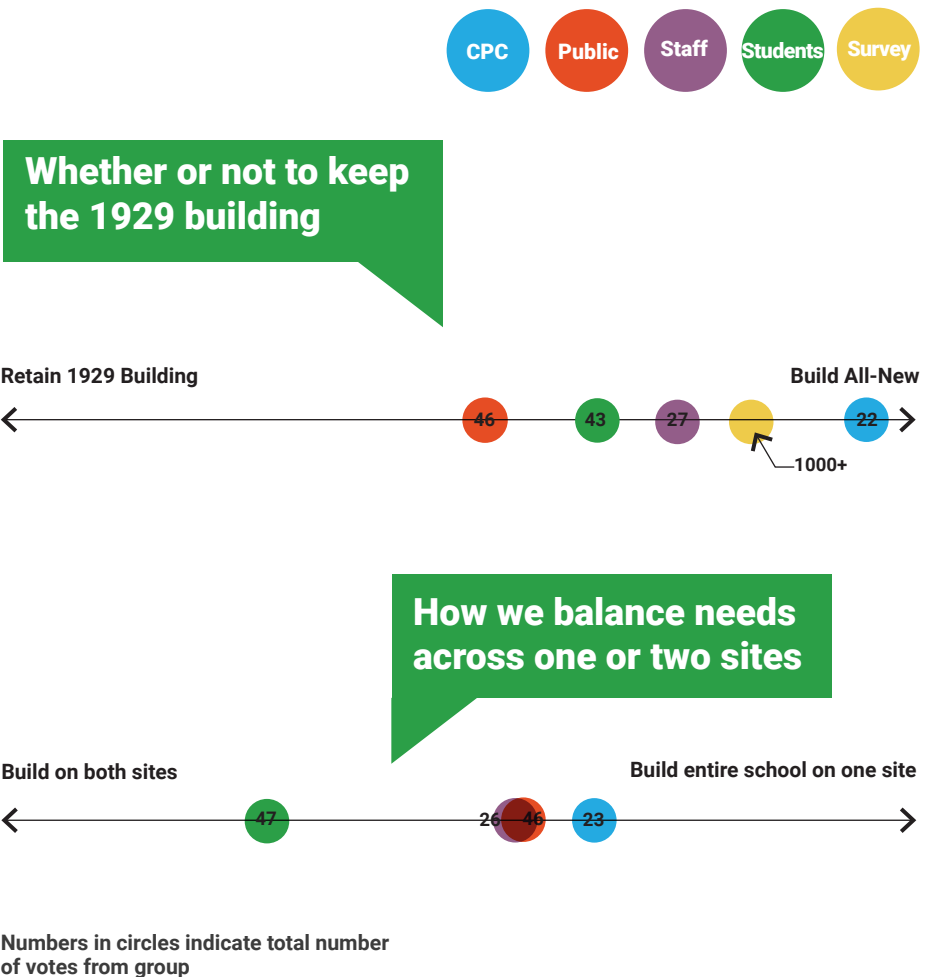 CPC Public Staff Students Survey
Whether or not to keep
the 1929 building
Retain 1929 Building
Build All-New
46 43 27 22
1000+
How we balance needs
across one or two sites
Build on both sites
Build entire school on one site
47 26 46 23
Numbers in circles indicate total number
of votes from group